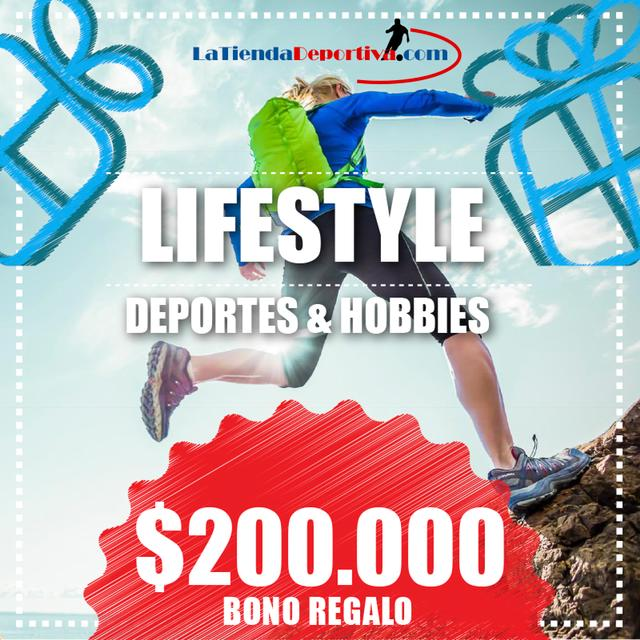 LaTiendaDeportiva.com
LIFESTYLE
DEPORTES & HOBBIES
$200.000
BONO REGALO